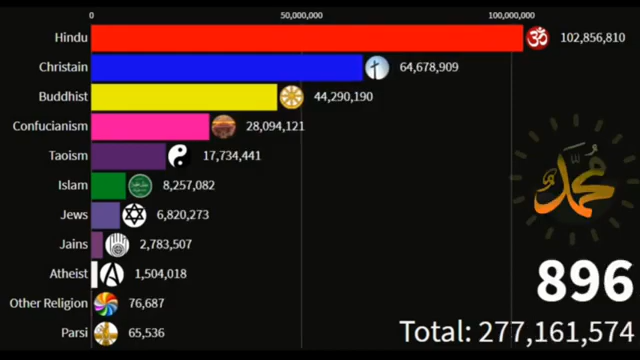 0 50,000,000 100,000,000
Hindu 102,856,810
Christain 64,678,909
Buddhist 44,290,190
Confucianism 28,094,121
Taoism 17,734,441
Islam 8,257,082
Jews 6,820,273
Jains 2,783,507
Atheist 1,504,018
Other Religion 76,687
Parsi 65,536
محمد
896
Total: 277,161,574